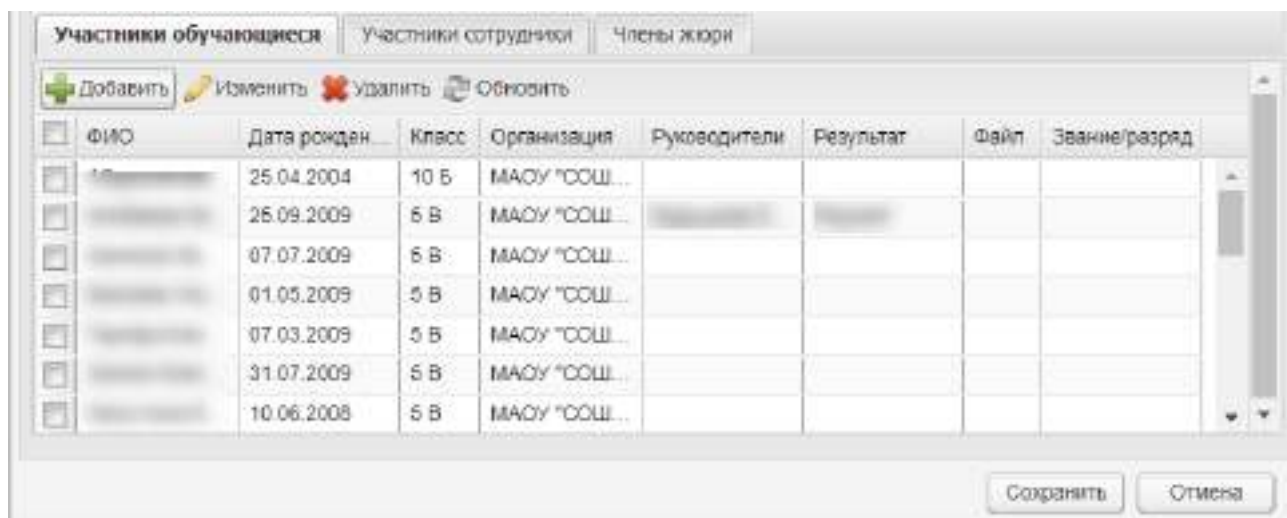 Участники обучающиеся Участники сотрудники Члены жюри
Добавить Изменить Удалить Обновить
ФИО Дата рожден... Класс Организация Руководители Результат Файл Звание/разряд
25.04.2004 10 Б МАОУ "СОШ...
25.09.2009 5 В МАОУ "СОШ...
07.07.2009 5 В МАОУ "СОШ...
01.05.2009 5 В МАОУ "СОШ...
07.03.2009 5 В МАОУ "СОШ...
31.07.2009 5 В МАОУ "СОШ...
10.06.2008 5 В МАОУ "СОШ...
Сохранить Отмена